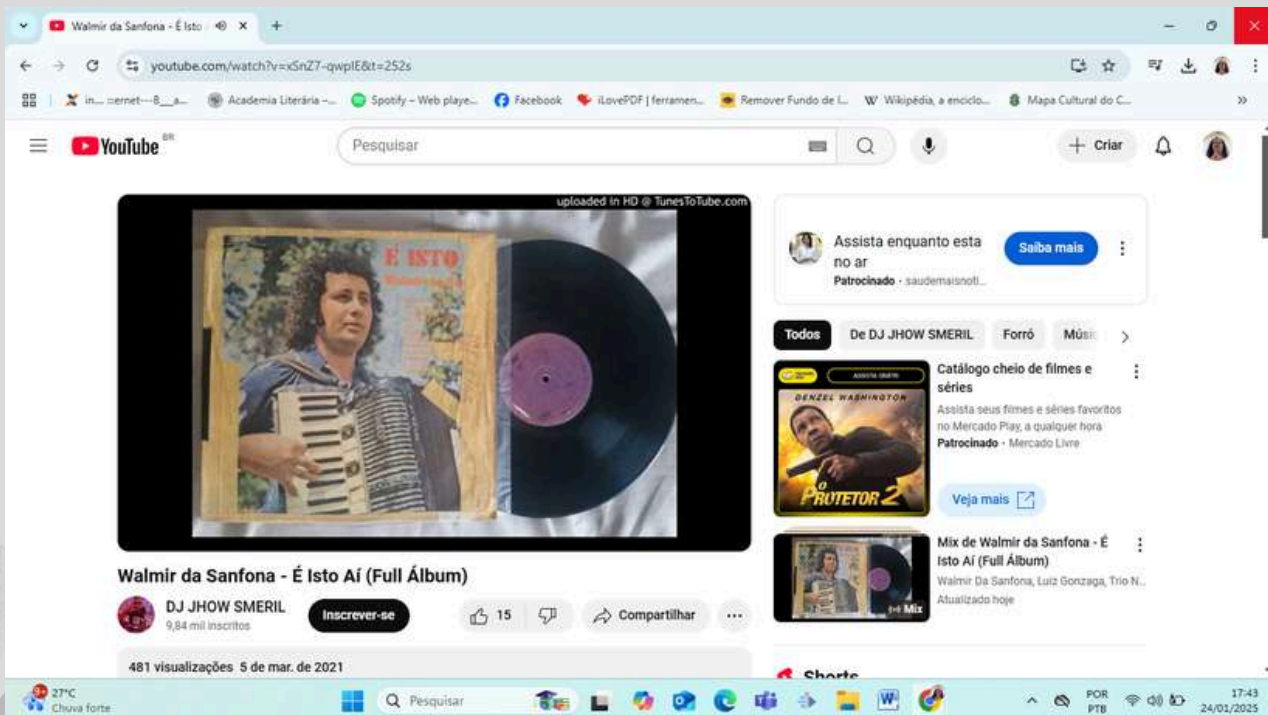 Walmir da Sanfona - É Isto
youtube.com/watch?v=xSnZ7-qwpIE&t=252s
Academia Literária –...
Spotify – Web playe...
Facebook
iLovePDF | ferramen...
Remover Fundo de I...
Wikipédia, a enciclo...
Mapa Cultural do C...
YouTube BR
Pesquisar
Criar
uploaded in HD @ TunesToTube.com
É ISTO
Assista enquanto esta
no ar
Patrocinado · saudemaisnoti...
Saiba mais
Todos
De DJ JHOW SMERIL
Forró
Músi
ASSISTA GRÁTIS
DENZEL WASHINGTON
O PROTETOR 2
Catálogo cheio de filmes e
séries
Assista seus filmes e séries favoritos
no Mercado Play, a qualquer hora
Patrocinado · Mercado Livre
Veja mais
Mix
Mix de Walmir da Sanfona - É
Isto Aí (Full Álbum)
Walmir Da Sanfona, Luiz Gonzaga, Trio N...
Atualizado hoje
Walmir da Sanfona - É Isto Aí (Full Álbum)
DJ JHOW SMERIL
9,84 mil inscritos
Inscrever-se
15
Compartilhar
481 visualizações 5 de mar. de 2021
Shorts
27°C
Chuva forte
Pesquisar
POR
PTB
17:43
24/01/2025